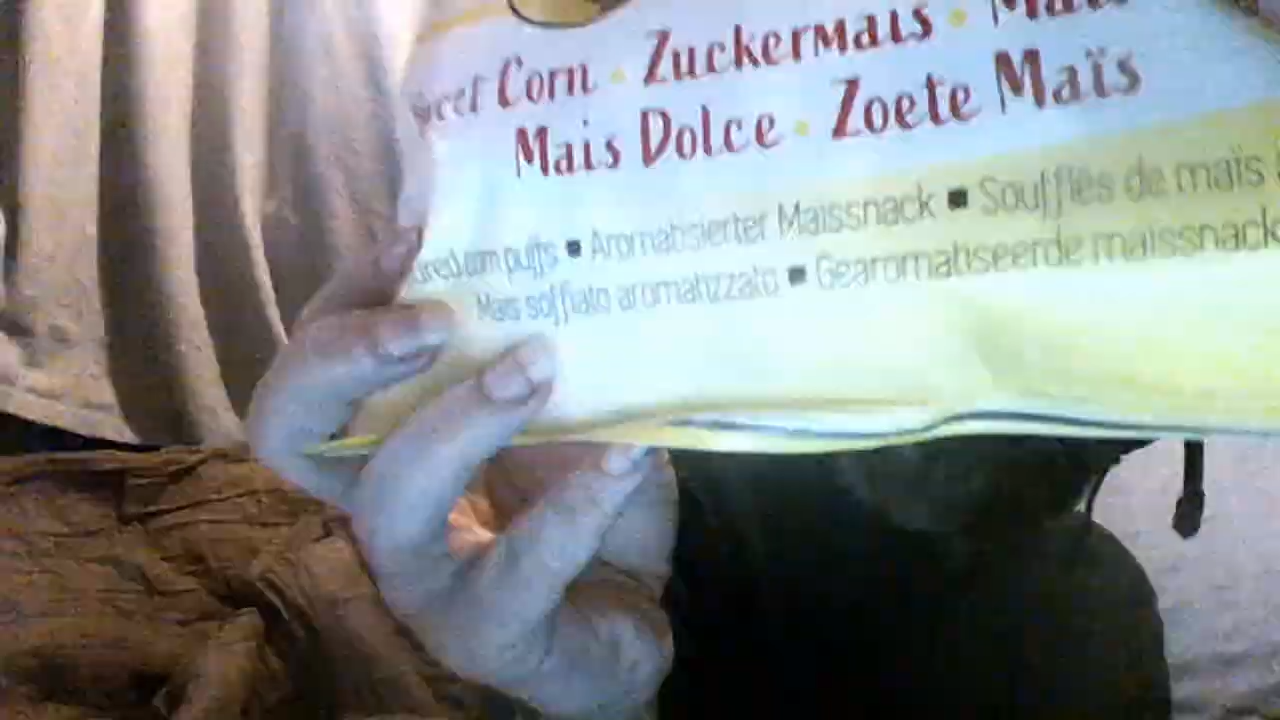 Corn · Zuckermais ·
Mais Dolce · Zoete Maïs
puffs ■ Aromatisierter Maissnack ■ Soufflés de maïs
Mais soffiato aromatizzato ■ Gearomatiseerde maissnack